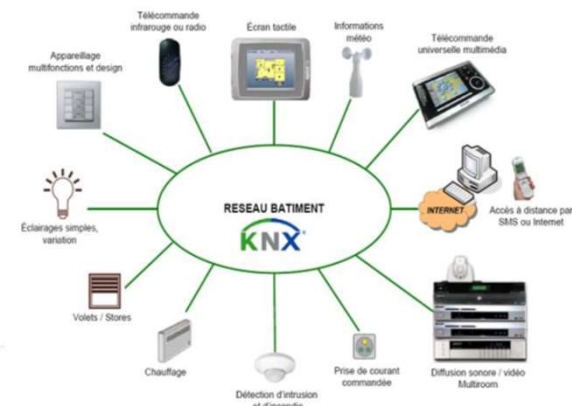 Télécommande
infrarouge ou radio
Écran tactile
Informations
météo
Télécommande
universelle multimédia
Appareillage
multifonctions et design
RESEAU BATIMENT
KNX
INTERNET
Accès à distance par
SMS ou Internet
Éclairages simples,
variation
Volets / Stores
Chauffage
Détection d'intrusion
et d'incendie
Prise de courant
commandée
Diffusion sonore / vidéo
Multiroom